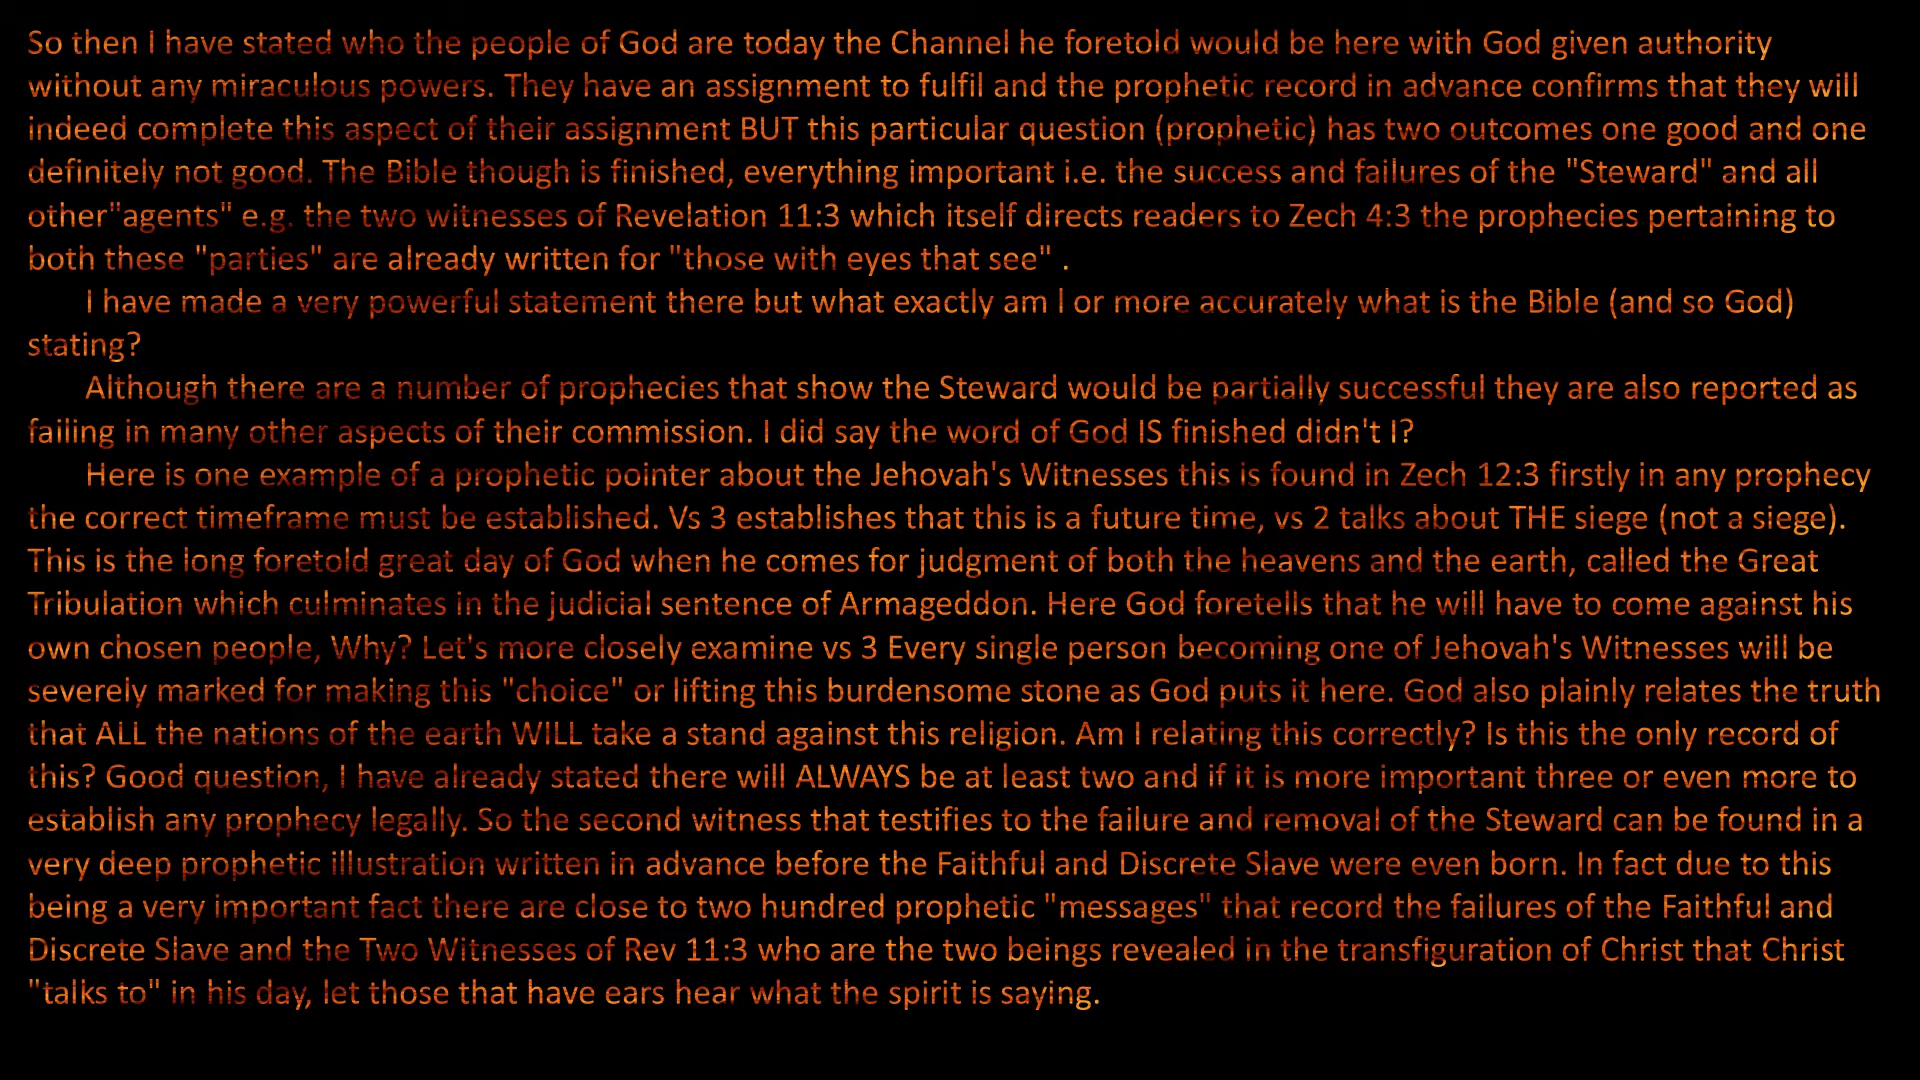 So then I have stated who the people of God are today the Channel he foretold would be here with God given authority
without any miraculous powers. They have an assignment to fulfil and the prophetic record in advance confirms that they will
indeed complete this aspect of their assignment BUT this particular question (prophetic) has two outcomes one good and one
definitely not good. The Bible though is finished, everything important i.e. the success and failures of the "Steward" and all
other"agents" e.g. the two witnesses of Revelation 11:3 which itself directs readers to Zech 4:3 the prophecies pertaining to
both these "parties" are already written for "those with eyes that see" .
I have made a very powerful statement there but what exactly am I or more accurately what is the Bible (and so God)
stating?
Although there are a number of prophecies that show the Steward would be partially successful they are also reported as
failing in many other aspects of their commission. I did say the word of God IS finished didn't I?
Here is one example of a prophetic pointer about the Jehovah's Witnesses this is found in Zech 12:3 firstly in any prophecy
the correct timeframe must be established. Vs 3 establishes that this is a future time, vs 2 talks about THE siege (not a siege).
This is the long foretold great day of God when he comes for judgment of both the heavens and the earth, called the Great
Tribulation which culminates in the judicial sentence of Armageddon. Here God foretells that he will have to come against his
own chosen people, Why? Let's more closely examine vs 3 Every single person becoming one of Jehovah's Witnesses will be
severely marked for making this "choice" or lifting this burdensome stone as God puts it here. God also plainly relates the truth
that ALL the nations of the earth WILL take a stand against this religion. Am I relating this correctly? Is this the only record of
this? Good question, I have already stated there will ALWAYS be at least two and if it is more important three or even more to
establish any prophecy legally. So the second witness that testifies to the failure and removal of the Steward can be found in a
very deep prophetic illustration written in advance before the Faithful and Discrete Slave were even born. In fact due to this
being a very important fact there are close to two hundred prophetic "messages" that record the failures of the Faithful and
Discrete Slave and the Two Witnesses of Rev 11:3 who are the two beings revealed in the transfiguration of Christ that Christ
"talks to" in his day, let those that have ears hear what the spirit is saying.